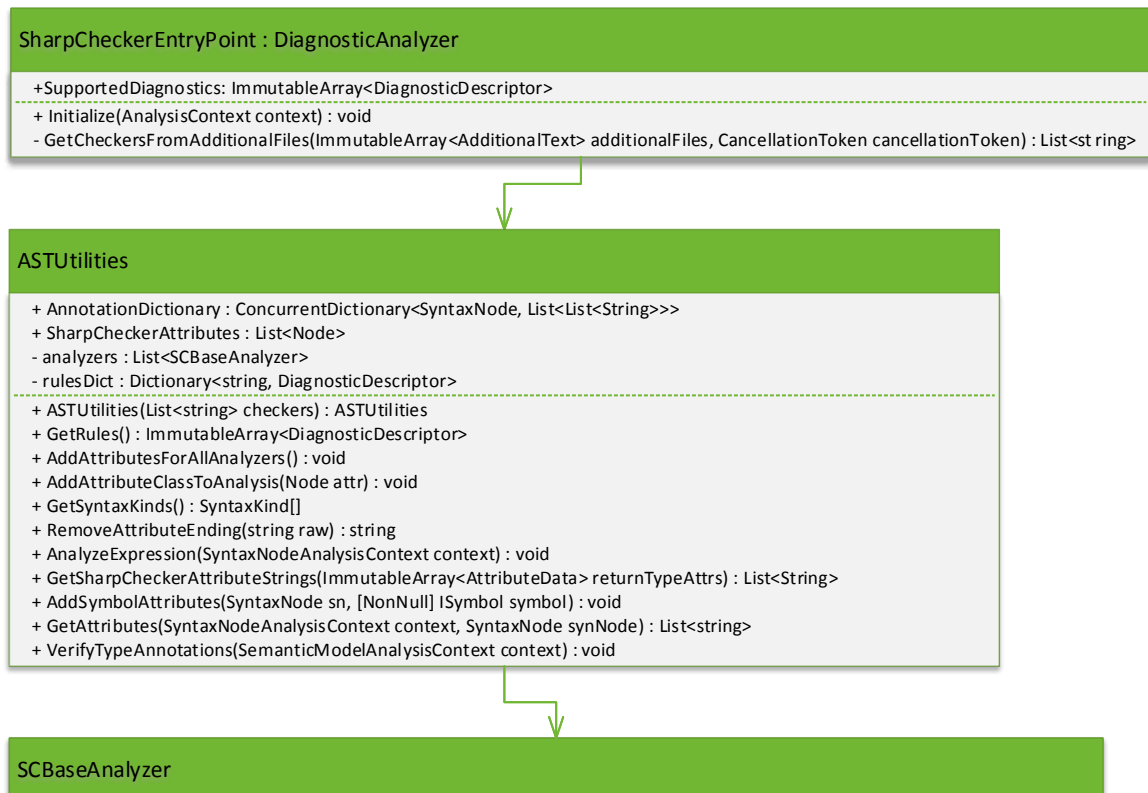 SharpCheckerEntryPoint : DiagnosticAnalyzer
+SupportedDiagnostics: ImmutableArray<DiagnosticDescriptor>
+ Initialize(AnalysisContext context) : void
- GetCheckersFromAdditionalFiles(ImmutableArray<AdditionalText> additionalFiles, CancellationToken cancellationToken) : List<st ring>
ASTUtilities
+ AnnotationDictionary : ConcurrentDictionary<SyntaxNode, List<List<String>>>
+ SharpCheckerAttributes : List<Node>
- analyzers : List<SCBaseAnalyzer>
- rulesDict : Dictionary<string, DiagnosticDescriptor>
+ ASTUtilities(List<string> checkers) : ASTUtilities
+ GetRules() : ImmutableArray<DiagnosticDescriptor>
+ AddAttributesForAllAnalyzers() : void
+ AddAttributeClassToAnalysis(Node attr) : void
+ GetSyntaxKinds() : SyntaxKind[]
+ RemoveAttributeEnding(string raw) : string
+ AnalyzeExpression(SyntaxNodeAnalysisContext context) : void
+ GetSharpCheckerAttributeStrings(ImmutableArray<AttributeData> returnTypeAttrs) : List<String>
+ AddSymbolAttributes(SyntaxNode sn, [NonNull] ISymbol symbol) : void
+ GetAttributes(SyntaxNodeAnalysisContext context, SyntaxNode synNode) : List<string>
+ VerifyTypeAnnotations(SemanticModelAnalysisContext context) : void
SCBaseAnalyzer